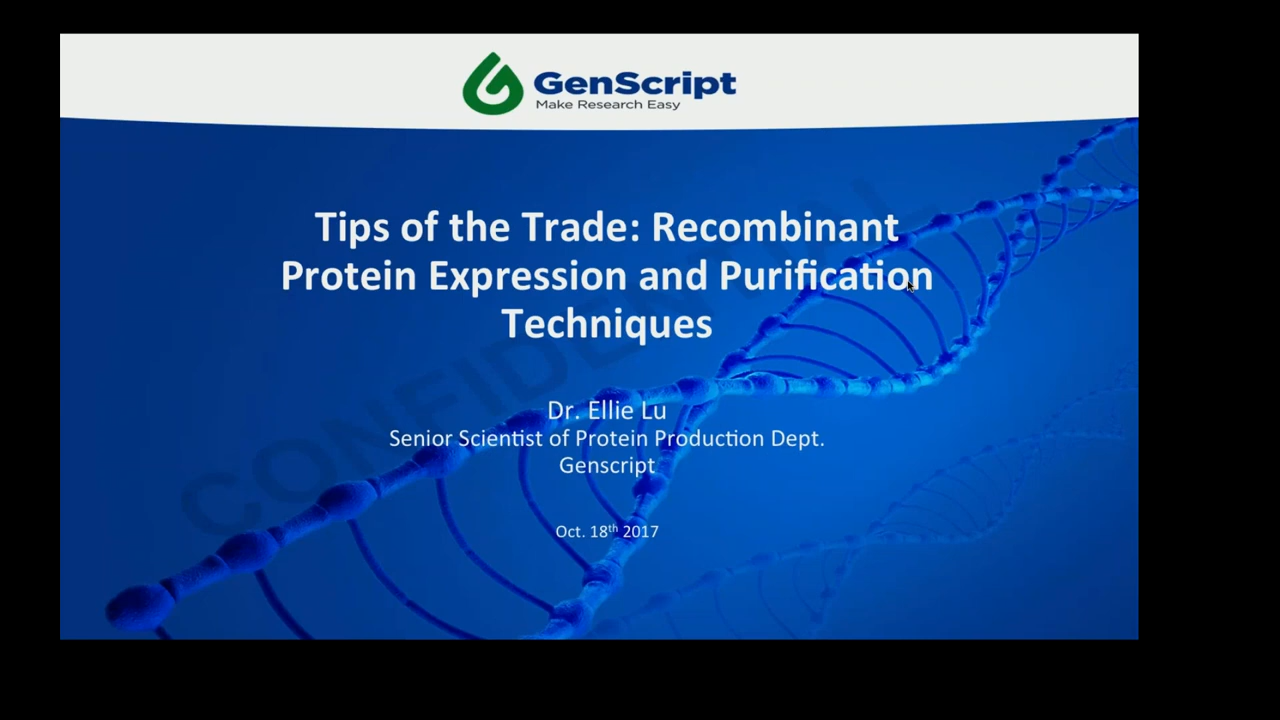 GenScript
Make Research Easy
Tips of the Trade: Recombinant
Protein Expression and Purification
Techniques
CONFIDENTIAL
Dr. Ellie Lu
Senior Scientist of Protein Production Dept.
Genscript
Oct. 18th 2017